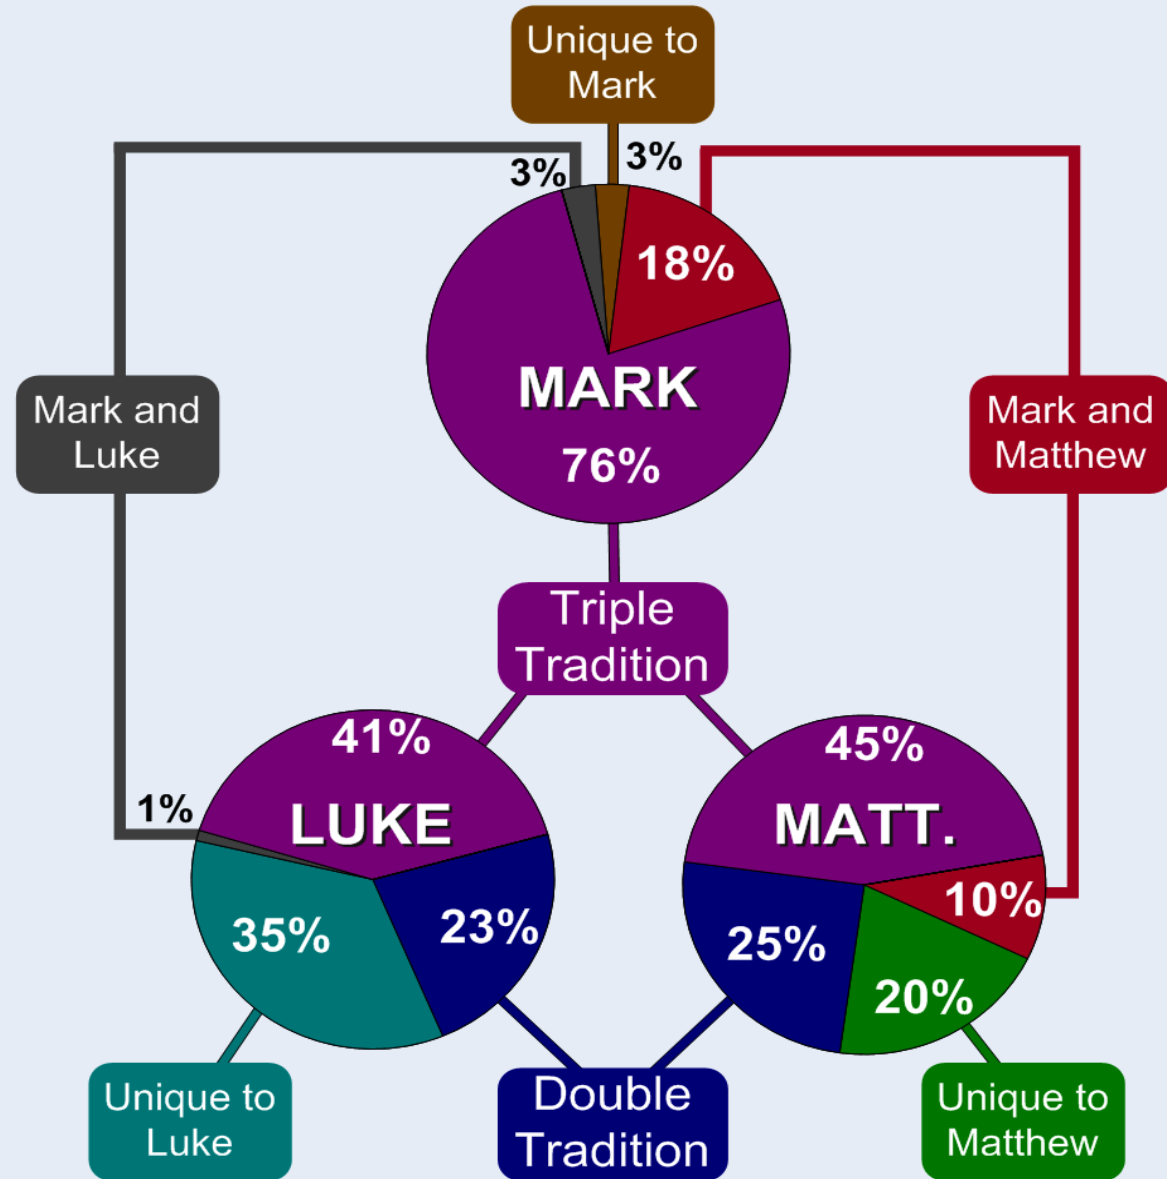 Unique to
Mark
3%
3%
18%
MARK
76%
Mark and
Luke
Mark and
Matthew
Triple
Tradition
41%
LUKE
1%
35%
23%
45%
MATT.
10%
25%
20%
Unique to
Luke
Double
Tradition
Unique to
Matthew